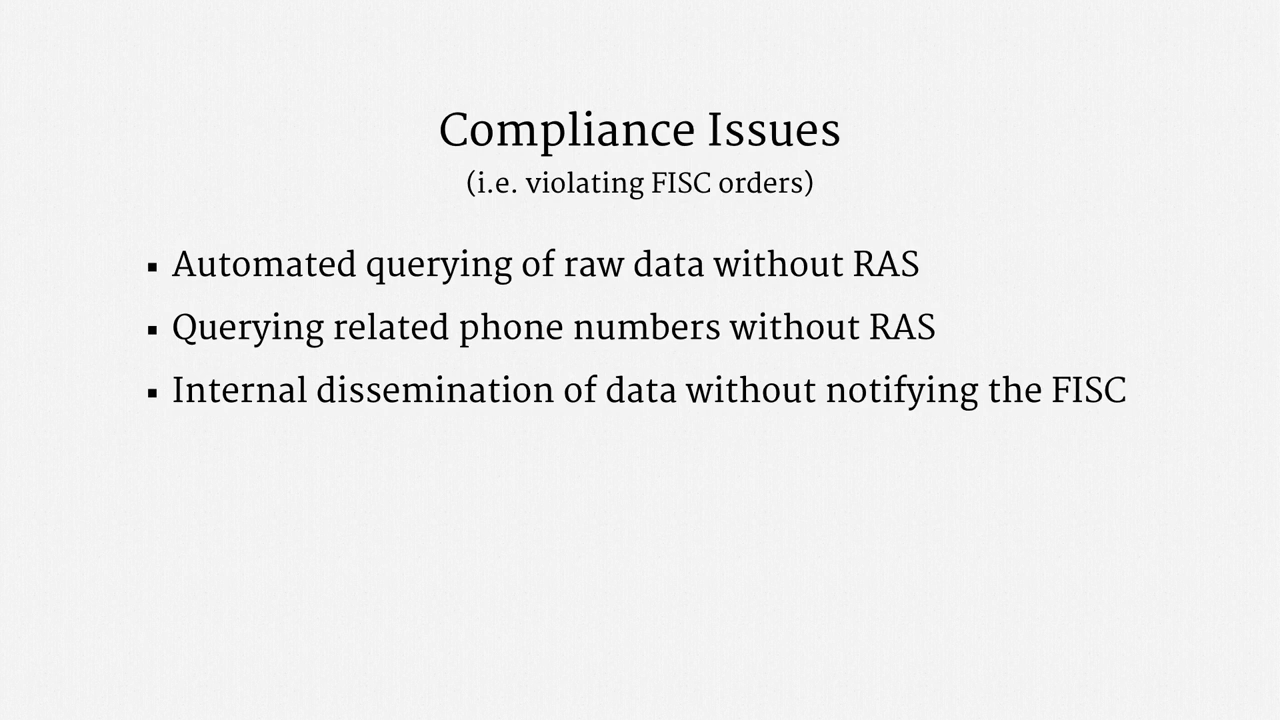 Compliance Issues
(i.e. violating FISC orders)
▪ Automated querying of raw data without RAS
▪ Querying related phone numbers without RAS
▪ Internal dissemination of data without notifying the FISC